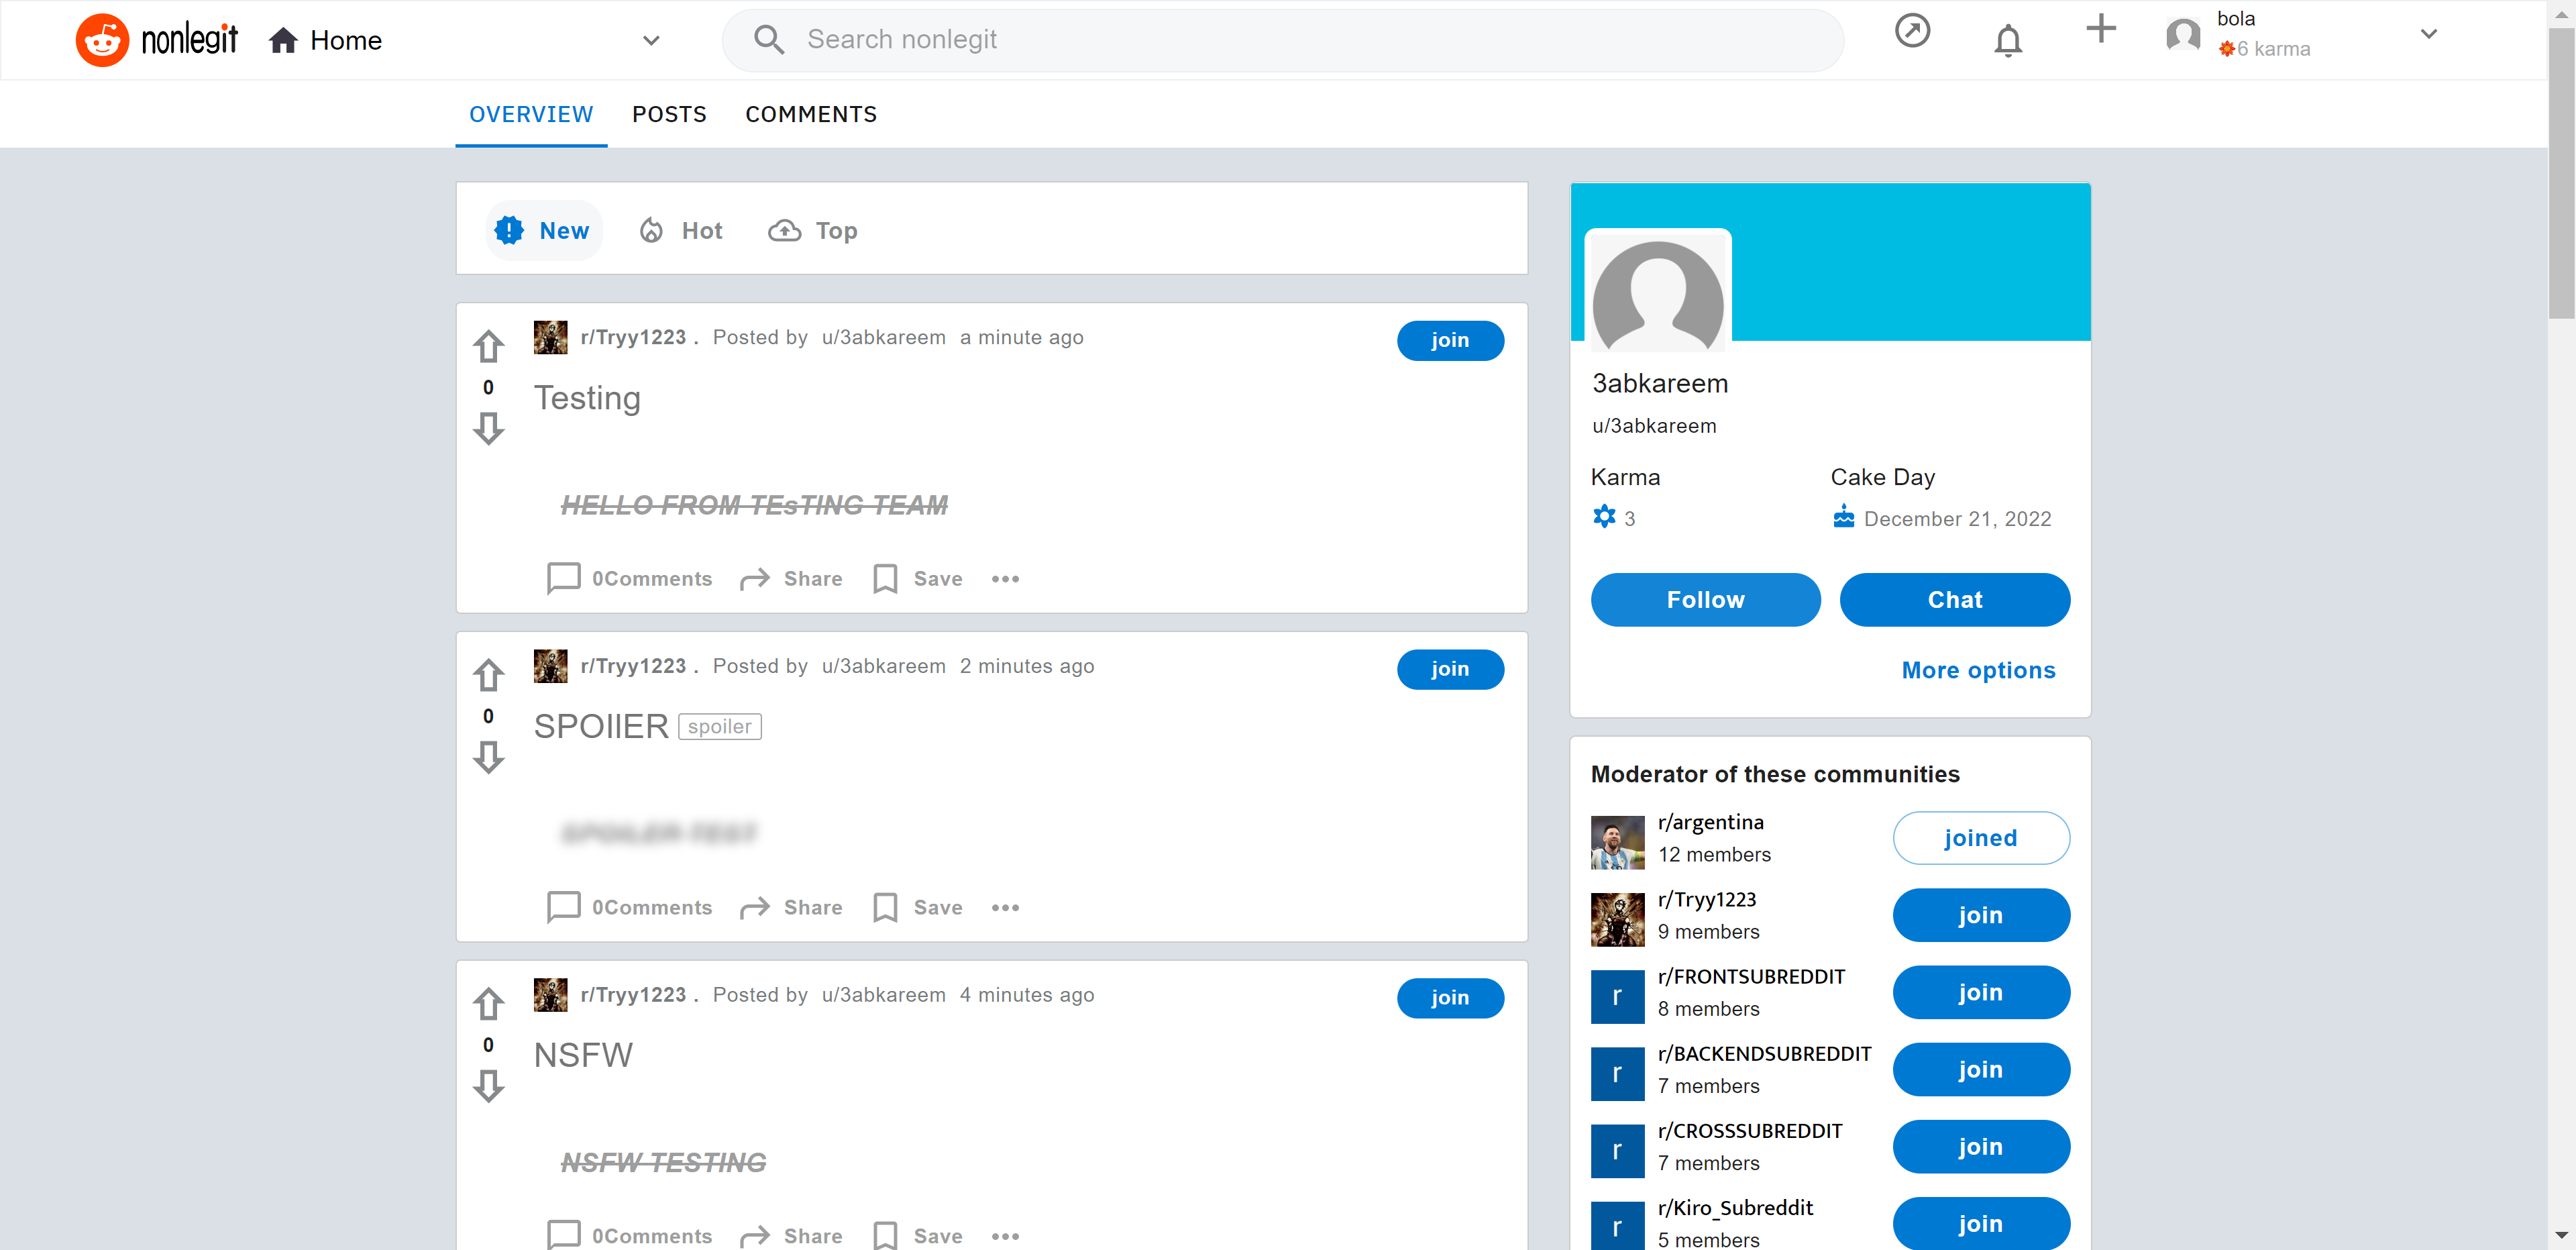 nonlegit Home Search nonlegit bola
6 karma
OVERVIEW POSTS COMMENTS
New Hot Top
r/Tryy1223 . Posted by u/3abkareem a minute ago join
0
Testing
HELLO FROM TEsTING TEAM
0Comments Share Save
r/Tryy1223 . Posted by u/3abkareem 2 minutes ago join
0
SPOIlER spoiler
SPOILER TEST
0Comments Share Save
r/Tryy1223 . Posted by u/3abkareem 4 minutes ago join
0
NSFW
NSFW TESTING
0Comments Share Save
3abkareem
u/3abkareem
Karma Cake Day
3 December 21, 2022
Follow Chat
More options
Moderator of these communities
r/argentina
12 members
joined
r/Tryy1223
9 members
join
r r/FRONTSUBREDDIT
8 members
join
r r/BACKENDSUBREDDIT
7 members
join
r r/CROSSSUBREDDIT
7 members
join
r r/Kiro_Subreddit
5 members
join